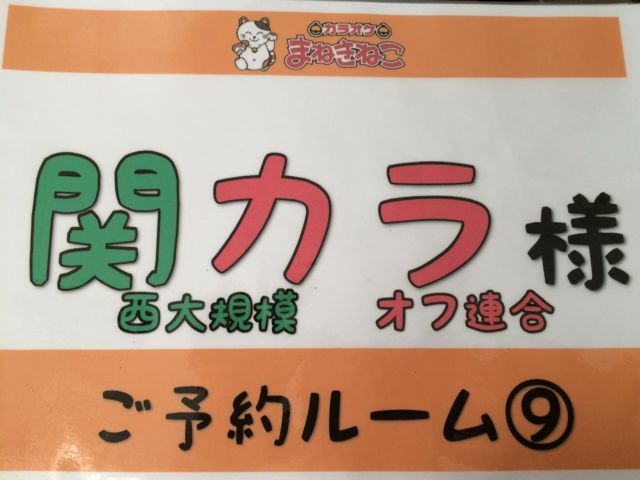 カラオケ
まねきねこ
関カラ様
西大規模 オフ連合
ご予約ルーム⑨